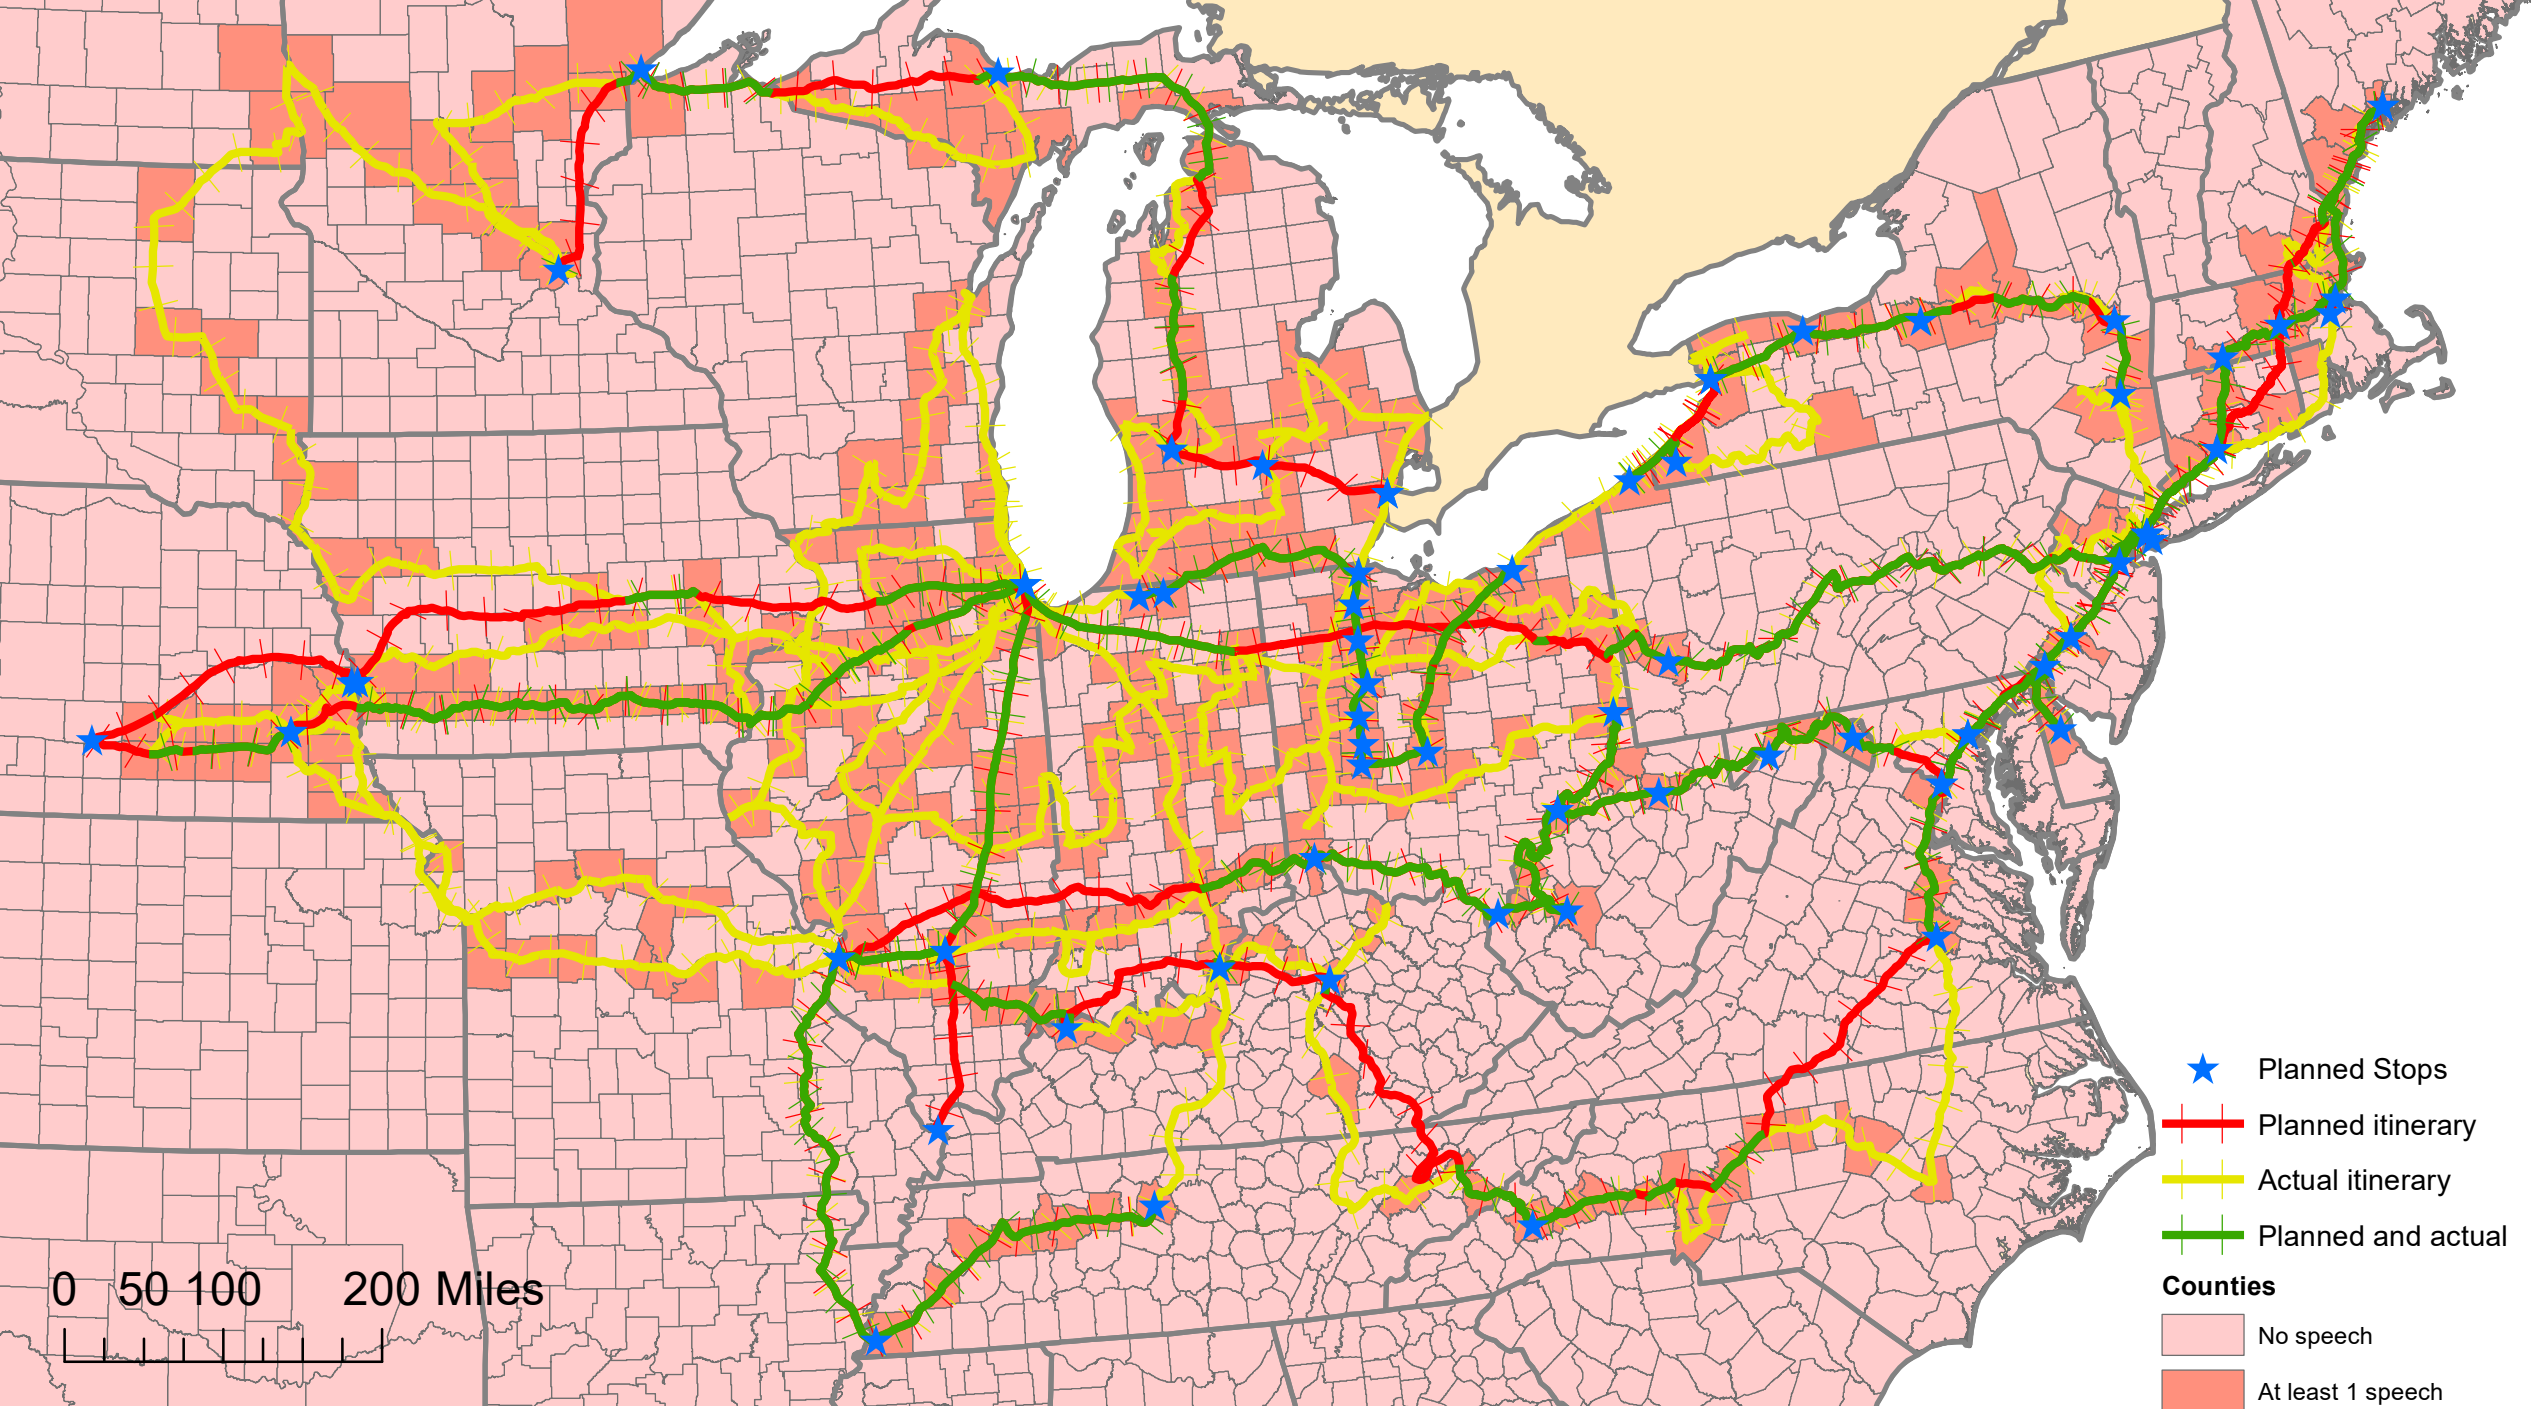 Planned Stops
Planned itinerary
Actual itinerary
Planned and actual
Counties
No speech
At least 1 speech
0 50 100 200 Miles